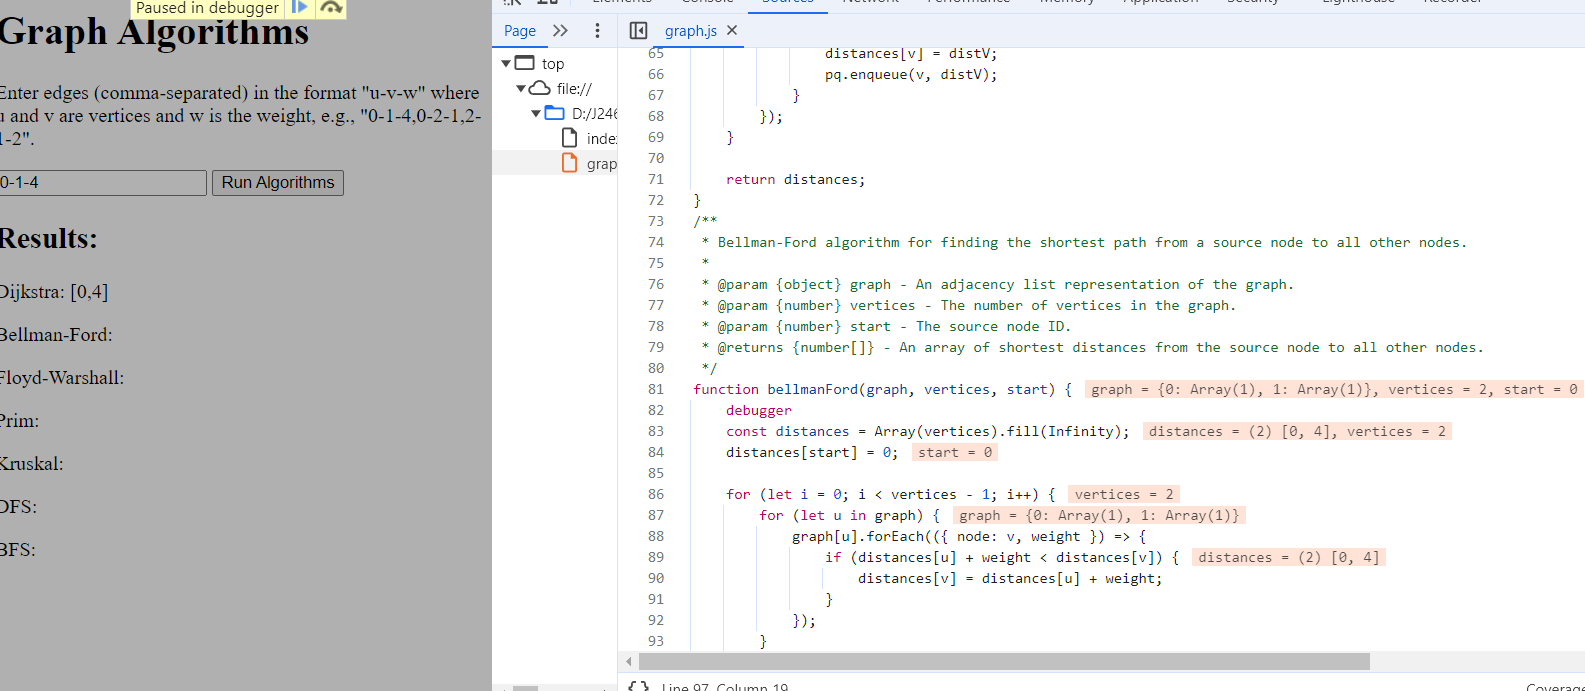 Paused in debugger
Graph Algorithms
Enter edges (comma-separated) in the format "u-v-w" where
u and v are vertices and w is the weight, e.g., "0-1-4,0-2-1,2-
1-2".
0-1-4
Run Algorithms
Results:
Dijkstra: [0,4]
Bellman-Ford:
Floyd-Warshall:
Prim:
Kruskal:
DFS:
BFS:
Elements Console Sources Network Performance Memory Application Security Lighthouse Recorder
Page
graph.js
top
file://
D:/J246
inde
grap
65 distances[v] = distV;
66 pq.enqueue(v, distV);
67 }
68 });
69 }
70
71 return distances;
72 }
73 /**
74 * Bellman-Ford algorithm for finding the shortest path from a source node to all other nodes.
75 *
76 * @param {object} graph - An adjacency list representation of the graph.
77 * @param {number} vertices - The number of vertices in the graph.
78 * @param {number} start - The source node ID.
79 * @returns {number[]} - An array of shortest distances from the source node to all other nodes.
80 */
81 function bellmanFord(graph, vertices, start) { graph = {0: Array(1), 1: Array(1)}, vertices = 2, start = 0
82 debugger
83 const distances = Array(vertices).fill(Infinity); distances = (2) [0, 4], vertices = 2
84 distances[start] = 0; start = 0
85
86 for (let i = 0; i < vertices - 1; i++) { vertices = 2
87 for (let u in graph) { graph = {0: Array(1), 1: Array(1)}
88 graph[u].forEach(({ node: v, weight }) => {
89 if (distances[u] + weight < distances[v]) { distances = (2) [0, 4]
90 distances[v] = distances[u] + weight;
91 }
92 });
93 }
{} Line 97, Column 19
Coverage